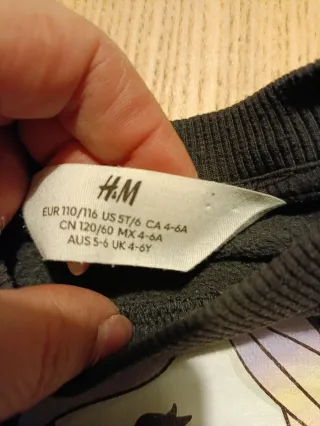 H&M
EUR 110/116 US 5T/6 CA 4-6A
CN 120/60 MX 4-6A
AUS 5-6 UK 4-6Y